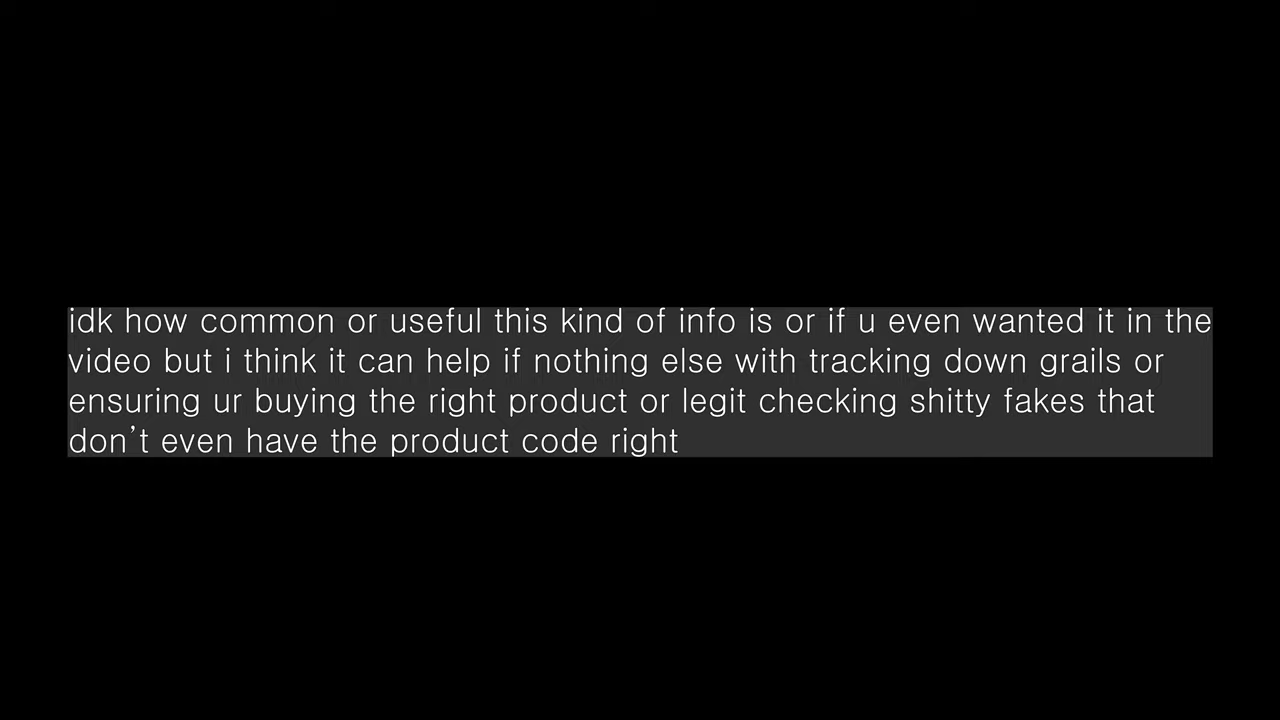 idk how common or useful this kind of info is or if u even wanted it in the
video but i think it can help if nothing else with tracking down grails or
ensuring ur buying the right product or legit checking shitty fakes that
don't even have the product code right